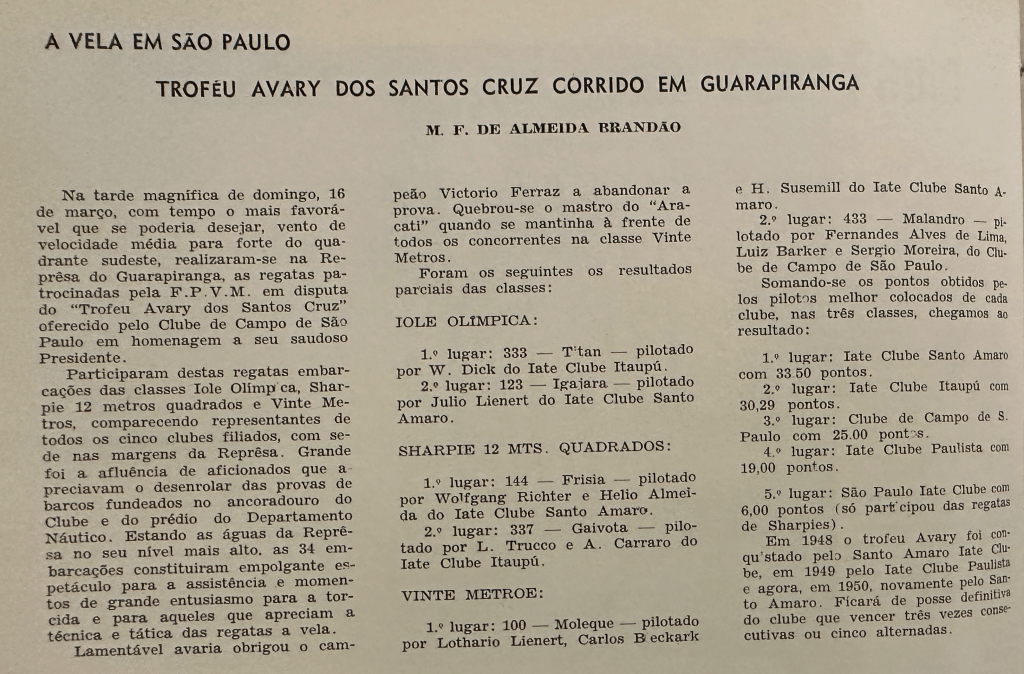 A VELA EM SÃO PAULO
TROFÉU AVARY DOS SANTOS CRUZ CORRIDO EM GUARAPIRANGA
M. F. DE ALMEIDA BRANDÃO
Na tarde magnífica de domingo, 16
de março, com tempo o mais favorá-
vel que se poderia desejar, vento de
velocidade média para forte do qua-
drante sudeste, realizaram-se na Re-
prêsa do Guarapiranga, as regatas pa-
trocinadas pela F.P.V.M. em disputa
do "Trofeu Avary dos Santos Cruz"
oferecido pelo Clube de Campo de São
Paulo em homenagem a seu saudoso
Presidente.
Participaram destas regatas embar-
cações das classes Iole Olímp ca, Shar-
pie 12 metros quadrados e Vinte Me-
tros, comparecendo representantes de
todos os cinco clubes filiados, com se-
de nas margens da Reprêsa. Grande
foi a afluência de aficionados que a-
preciavam o desenrolar das provas de
barcos fundeados no ancoradouro do
Clube e do prédio do Departamento
Náutico. Estando as águas da Reprê-
sa no seu nível mais alto, as 34 em-
barcações constituiram empolgante es-
petáculo para a assistência e momen-
tos de grande entusiasmo para a tor-
cida e para aqueles que apreciam a
técnica e tática das regatas a vela.
Lamentável avaria obrigou o cam-
peão Victorio Ferraz a abandonar a
prova. Quebrou-se o mastro do "Ara-
cati" quando se mantinha à frente de
todos os concorrentes na classe Vinte
Metros.
Foram os seguintes os resultados
parciais das classes:
IOLE OLÍMPICA:
1.º lugar: 333 — T'tan — pilotado
por W. Dick do Iate Clube Itaupú.
2.º lugar: 123 — Igajara — pilotado
por Julio Lienert do Iate Clube Santo
Amaro.
SHARPIE 12 MTS. QUADRADOS:
1.º lugar: 144 — Frisia — pilotado
por Wolfgang Richter e Helio Almei-
da do Iate Clube Santo Amaro.
2.º lugar: 337 — Gaivota — pilo-
tado por L. Trucco e A. Carraro do
Iate Clube Itaupú.
VINTE METROE:
1.º lugar: 100 — Moleque — pilotado
por Lothario Lienert, Carlos B eckark
e H. Susemill do Iate Clube Santo A-
maro.
2.º lugar: 433 — Malandro — pi-
lotado por Fernandes Alves de Lima,
Luiz Barker e Sergio Moreira, do Clu-
be de Campo de São Paulo.
Somando-se os pontos obtidos pe-
los pilotos melhor colocados de cada
clube, nas três classes, chegamos ao
resultado:
1.º lugar: Iate Clube Santo Amaro
com 33.50 pontos.
2.º lugar: Iate Clube Itaupú com
30,29 pontos.
3.º lugar: Clube de Campo de S.
Paulo com 25.00 pontos.
4.º lugar: Iate Clube Paulista com
19,00 pontos.
5.º lugar: São Paulo Iate Clube com
6,00 pontos (só part cipou das regatas
de Sharpies).
Em 1948 o trofeu Avary foi con-
qu'stado pelo Santo Amaro Iate Clu-
be, em 1949 pelo Iate Clube Paulista
e agora, em 1950, novamente pelo San-
to Amaro. Ficará de posse definitiva
do clube que vencer três vezes conse-
cutivas ou cinco alternadas.